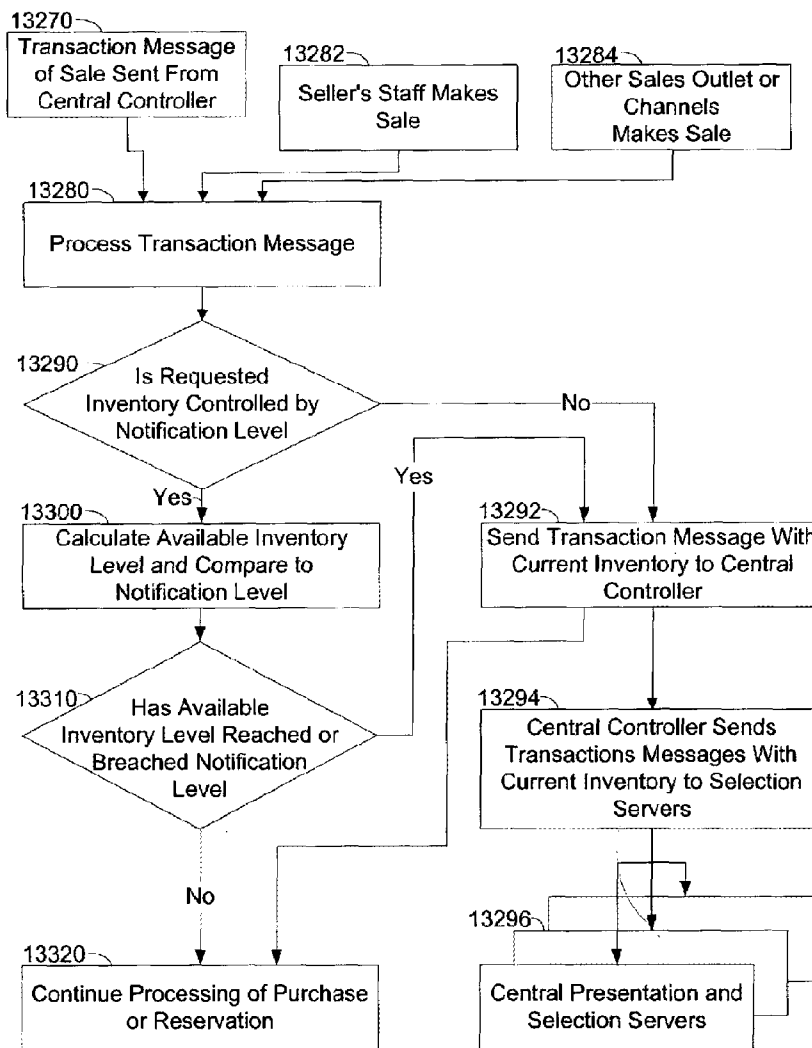 13270
Transaction Message
of Sale Sent From
Central Controller
13282
Seller's Staff Makes
Sale
13284
Other Sales Outlet or
Channels
Makes Sale
13280
Process Transaction Message
13290
Is Requested
Inventory Controlled by
Notification Level
No
Yes
Yes
13300
Calculate Available Inventory
Level and Compare to
Notification Level
13292
Send Transaction Message With
Current Inventory to Central
Controller
13310
Has Available
Inventory Level Reached or
Breached Notification
Level
13294
Central Controller Sends
Transactions Messages With
Current Inventory to Selection
Servers
No
13296
Central Presentation and
Selection Servers
13320
Continue Processing of Purchase
or Reservation